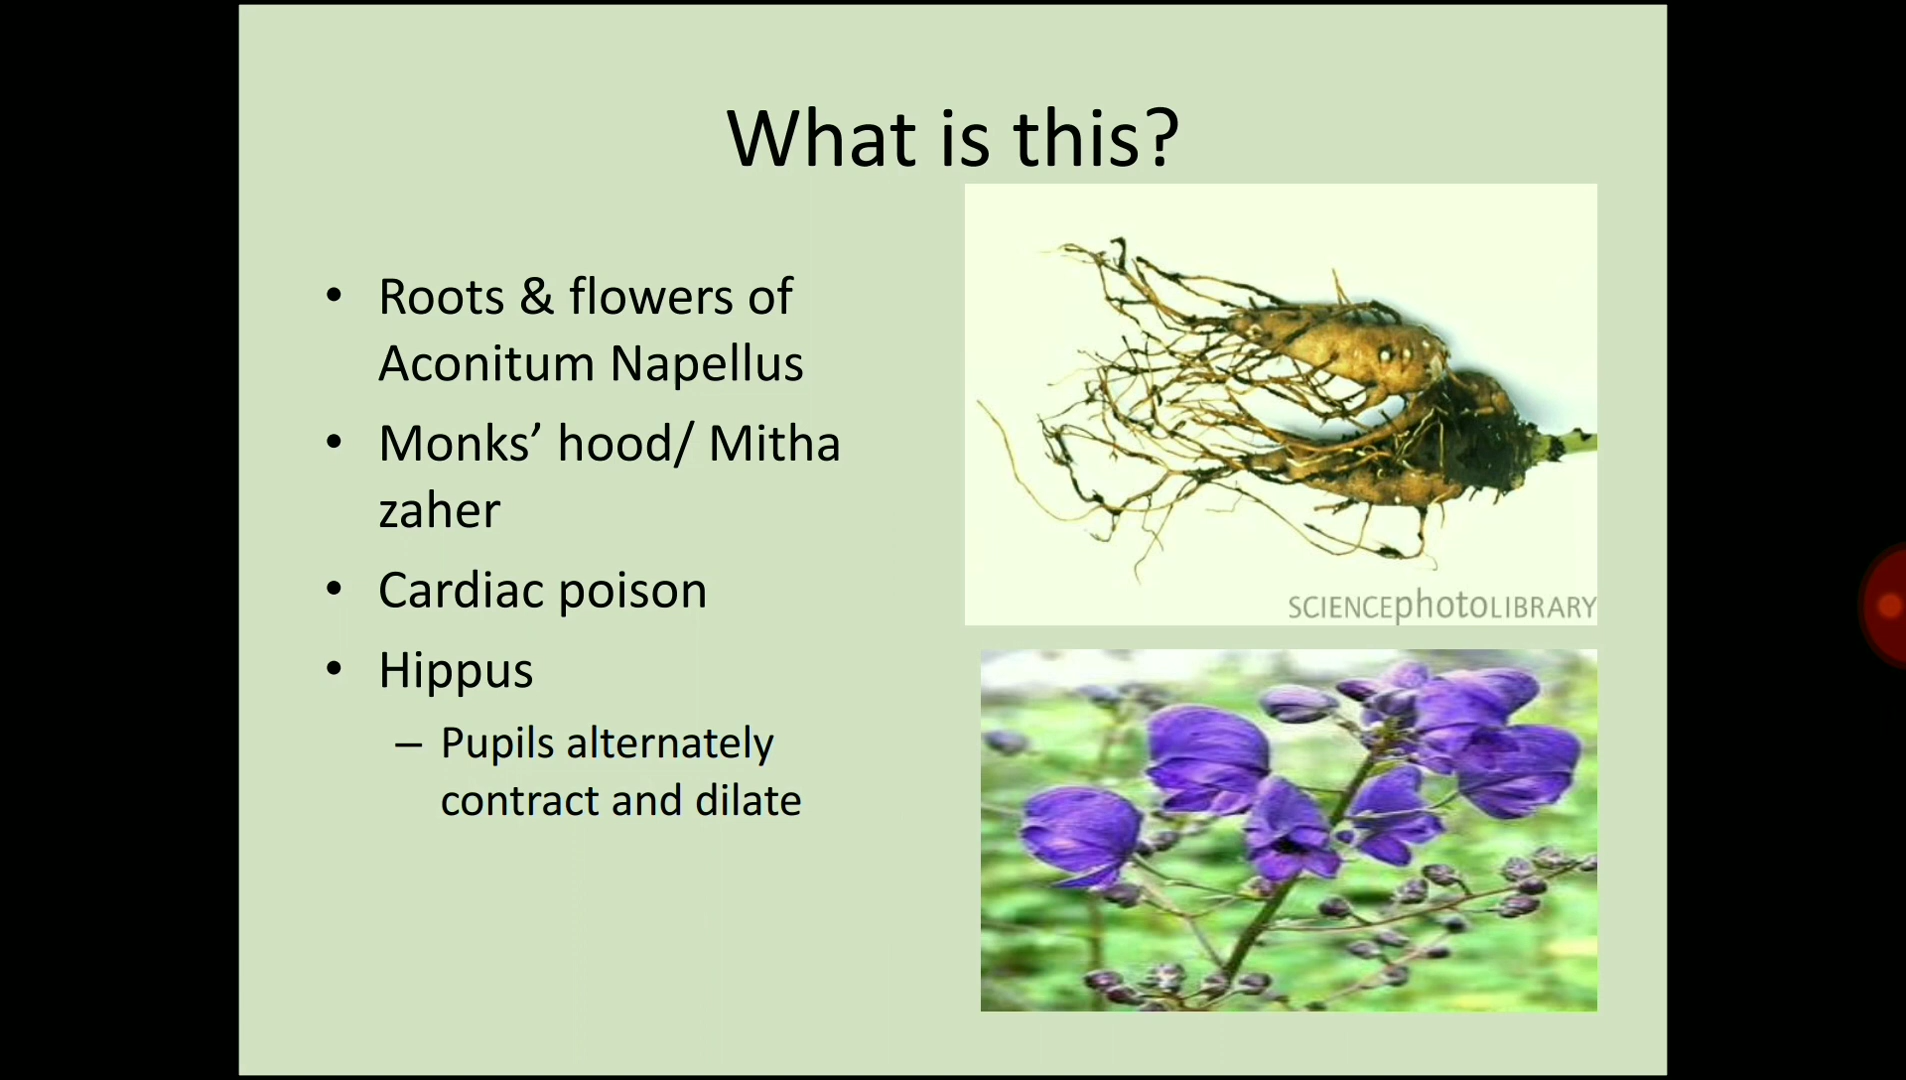 What is this?
• Roots & flowers of
Aconitum Napellus
• Monks’ hood/ Mitha
zaher
• Cardiac poison
• Hippus
– Pupils alternately
contract and dilate
SCIENCEphotoLIBRARY